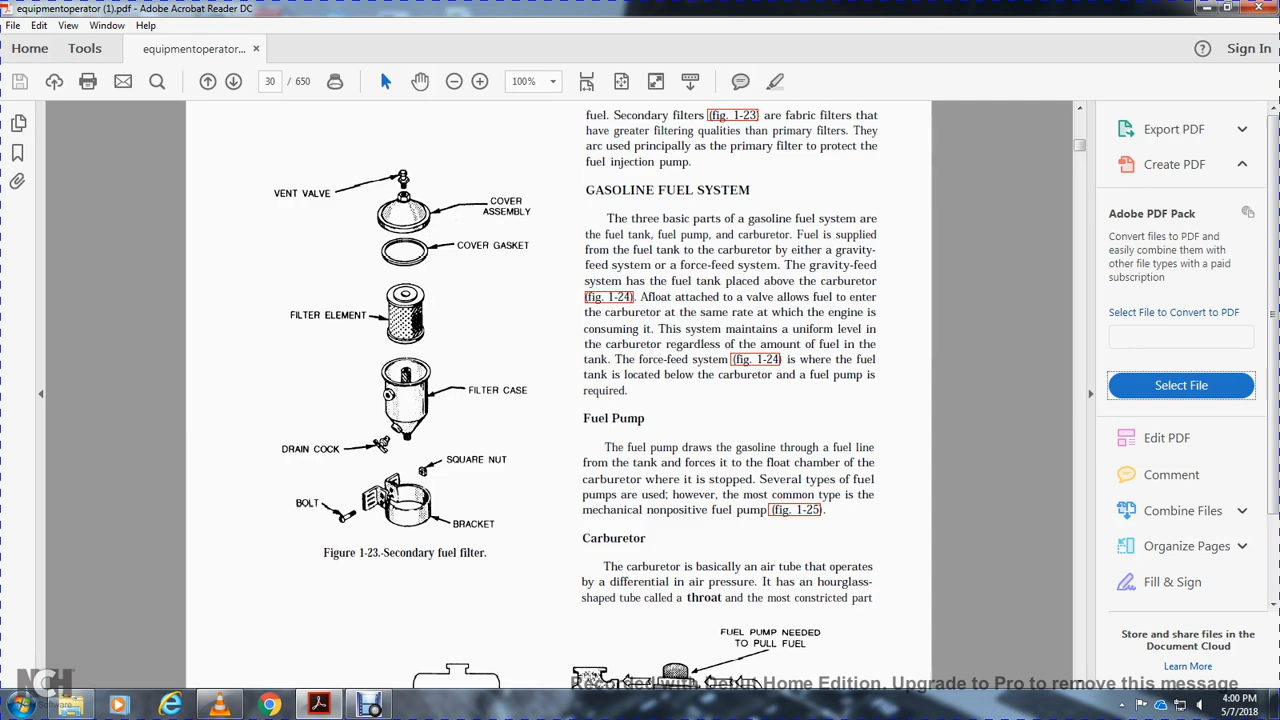 equipmentoperator (1).pdf - Adobe Acrobat Reader DC
File Edit View Window Help
Home Tools equipmentoperator... × Sign In
30 / 650 100%
fuel. Secondary filters (fig. 1-23) are fabric filters that
have greater filtering qualities than primary filters. They
arc used principally as the primary filter to protect the
fuel injection pump.
GASOLINE FUEL SYSTEM
The three basic parts of a gasoline fuel system are
the fuel tank, fuel pump, and carburetor. Fuel is supplied
from the fuel tank to the carburetor by either a gravity-
feed system or a force-feed system. The gravity-feed
system has the fuel tank placed above the carburetor
(fig. 1-24). Afloat attached to a valve allows fuel to enter
the carburetor at the same rate at which the engine is
consuming it. This system maintains a uniform level in
the carburetor regardless of the amount of fuel in the
tank. The force-feed system (fig. 1-24) is where the fuel
tank is located below the carburetor and a fuel pump is
required.
Fuel Pump
The fuel pump draws the gasoline through a fuel line
from the tank and forces it to the float chamber of the
carburetor where it is stopped. Several types of fuel
pumps are used; however, the most common type is the
mechanical nonpositive fuel pump (fig. 1-25).
Carburetor
The carburetor is basically an air tube that operates
by a differential in air pressure. It has an hourglass-
shaped tube called a throat and the most constricted part
VENT VALVE
COVER
ASSEMBLY
COVER GASKET
FILTER ELEMENT
FILTER CASE
DRAIN COCK
SQUARE NUT
BOLT
BRACKET
Figure 1-23.-Secondary fuel filter.
FUEL PUMP NEEDED
TO PULL FUEL
Export PDF
Create PDF
Adobe PDF Pack
Convert files to PDF and
easily combine them with
other file types with a paid
subscription
Select File to Convert to PDF
Select File
Edit PDF
Comment
Combine Files
Organize Pages
Fill & Sign
Store and share files in the
Document Cloud
Learn More
NCH
Software
Home Edition. Upgrade to Pro to remove this message
4:00 PM
5/7/2018